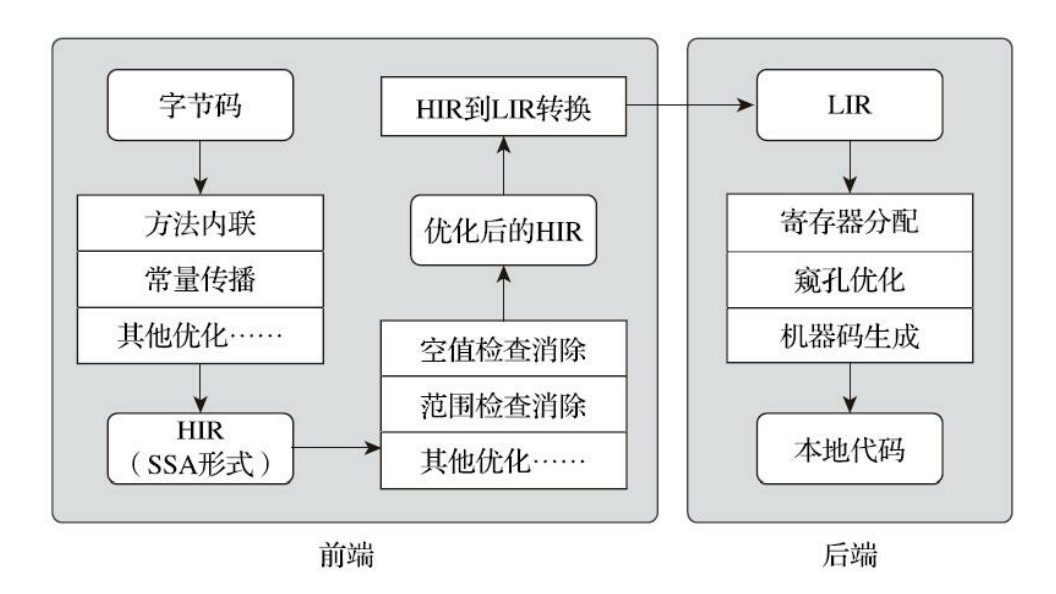 字节码
方法内联
常量传播
其他优化……
HIR
（SSA形式）
空值检查消除
范围检查消除
其他优化……
优化后的HIR
HIR到LIR转换
前端
LIR
寄存器分配
窥孔优化
机器码生成
本地代码
后端